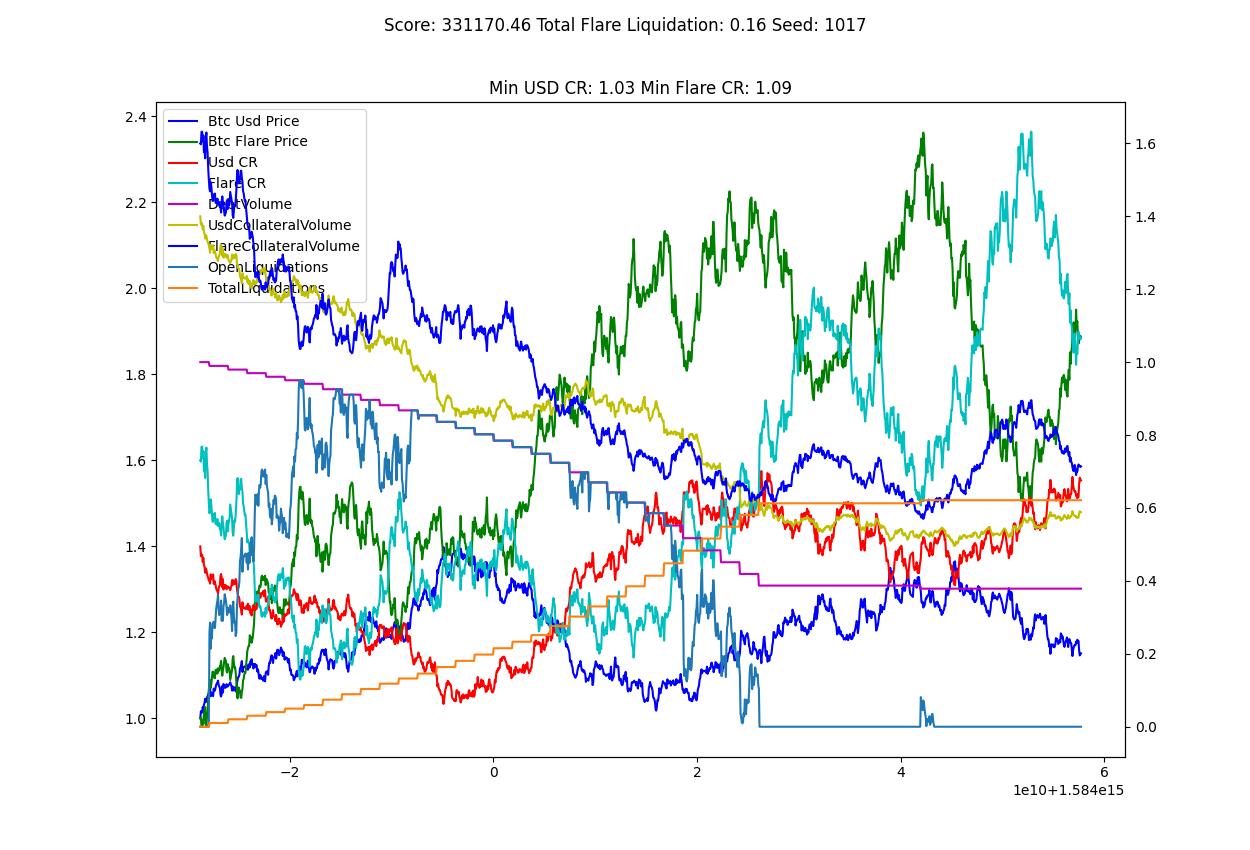 Score: 331170.46 Total Flare Liquidation: 0.16 Seed: 1017
Min USD CR: 1.03 Min Flare CR: 1.09
Btc Usd Price
Btc Flare Price
Usd CR
Flare CR
DebtVolume
UsdCollateralVolume
FlareCollateralVolume
OpenLiquidations
TotalLiquidations
2.4
2.2
2.0
1.8
1.6
1.4
1.2
1.0
1.6
1.4
1.2
1.0
0.8
0.6
0.4
0.2
0.0
−2
0
2
4
6
1e10+1.584e15